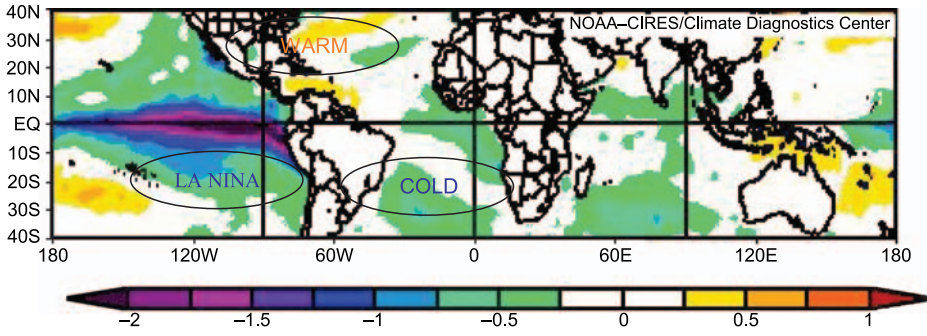 NOAA–CIRES/Climate Diagnostics Center
40N
30N
20N
10N
EQ
10S
20S
30S
40S
WARM
LA NINA
COLD
180 120W 60W 0 60E 120E 180
–2 –1.5 –1 –0.5 0 0.5 1